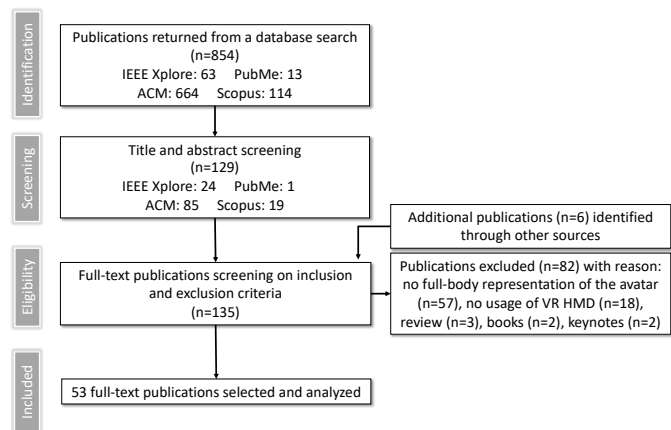 Identification
Publications returned from a database search
(n=854)
IEEE Xplore: 63 PubMe: 13
ACM: 664 Scopus: 114
Screening
Title and abstract screening
(n=129)
IEEE Xplore: 24 PubMe: 1
ACM: 85 Scopus: 19
Additional publications (n=6) identified
through other sources
Eligibility
Full-text publications screening on inclusion
and exclusion criteria
(n=135)
Publications excluded (n=82) with reason:
no full-body representation of the avatar
(n=57), no usage of VR HMD (n=18),
review (n=3), books (n=2), keynotes (n=2)
Included
53 full-text publications selected and analyzed